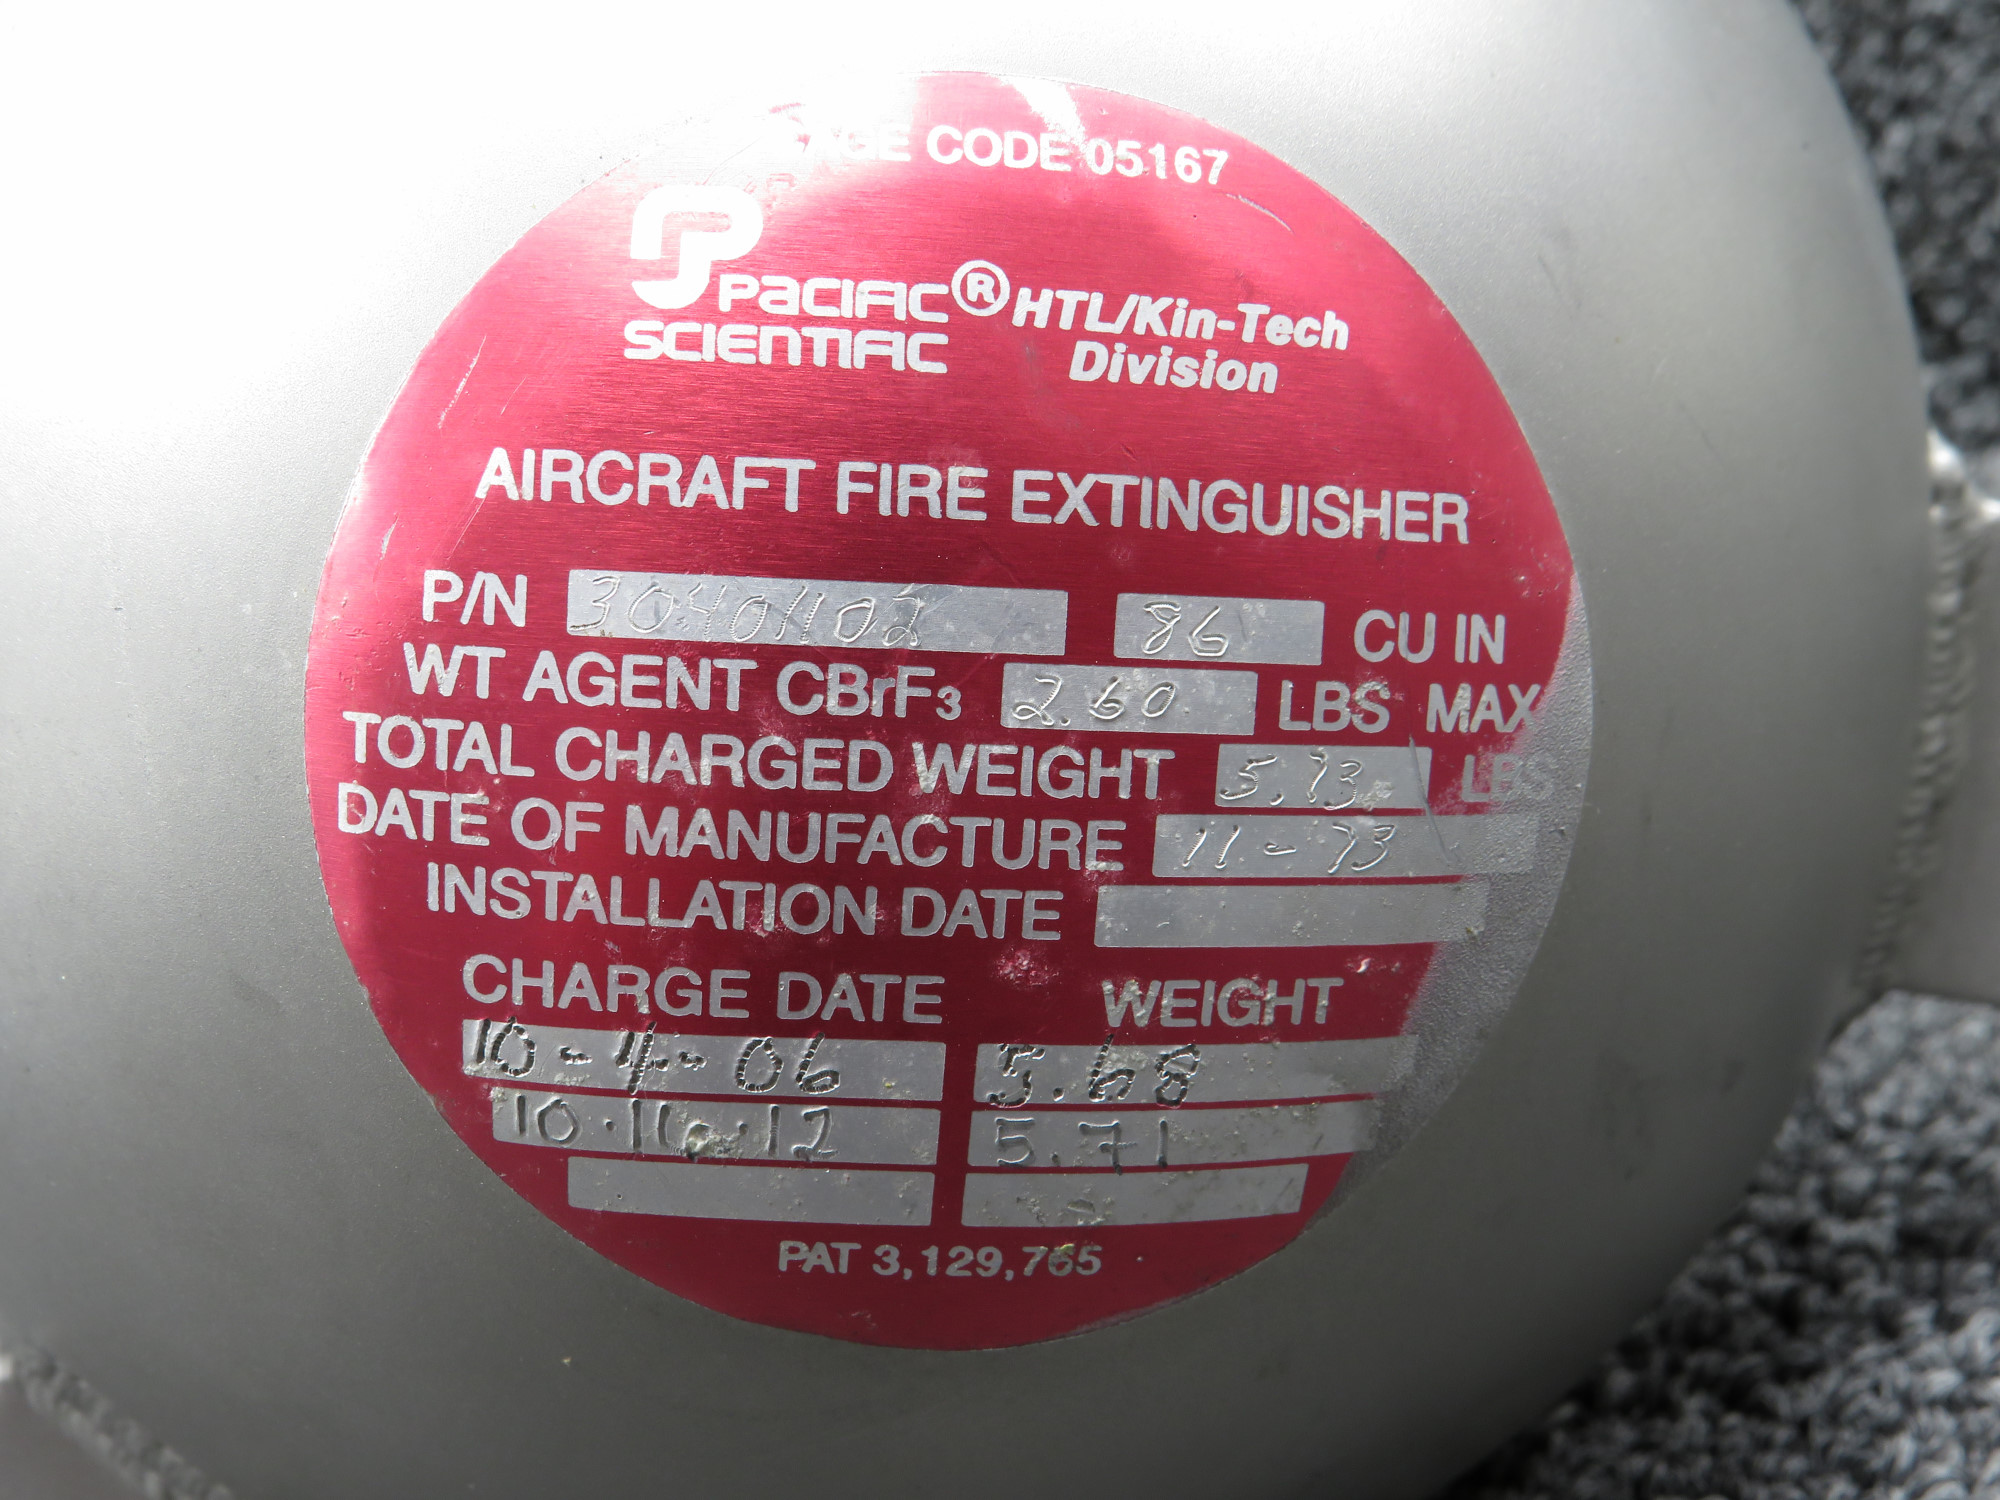 CAGE CODE 05167
PACIFIC ® HTL/Kin-Tech
SCIENTIFIC Division
AIRCRAFT FIRE EXTINGUISHER
P/N 30401102 86 CU IN
WT AGENT CBrF3 2.60 LBS MAX
TOTAL CHARGED WEIGHT 5.73 LBS
DATE OF MANUFACTURE 11-73
INSTALLATION DATE
CHARGE DATE WEIGHT
10-4-06 5.68
10.16.12 5.71
PAT 3,129,765